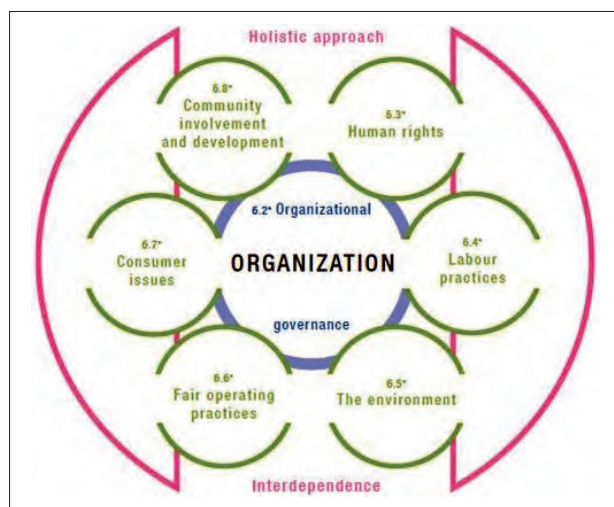 Holistic approach
6.8*
Community
involvement
and development
6.3*
Human rights
6.2* Organizational
6.7*
Consumer
issues
ORGANIZATION
6.4*
Labour
practices
governance
6.6*
Fair operating
practices
6.5*
The environment
Interdependence